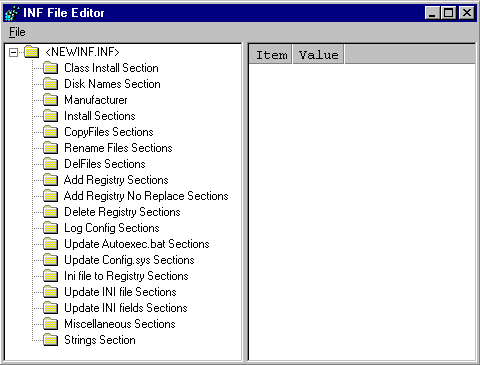 INF File Editor
File
<NEWINF.INF>
Class Install Section
Disk Names Section
Manufacturer
Install Sections
CopyFiles Sections
Rename Files Sections
DelFiles Sections
Add Registry Sections
Add Registry No Replace Sections
Delete Registry Sections
Log Config Sections
Update Autoexec.bat Sections
Update Config.sys Sections
Ini file to Registry Sections
Update INI file Sections
Update INI fields Sections
Miscellaneous Sections
Strings Section
Item Value